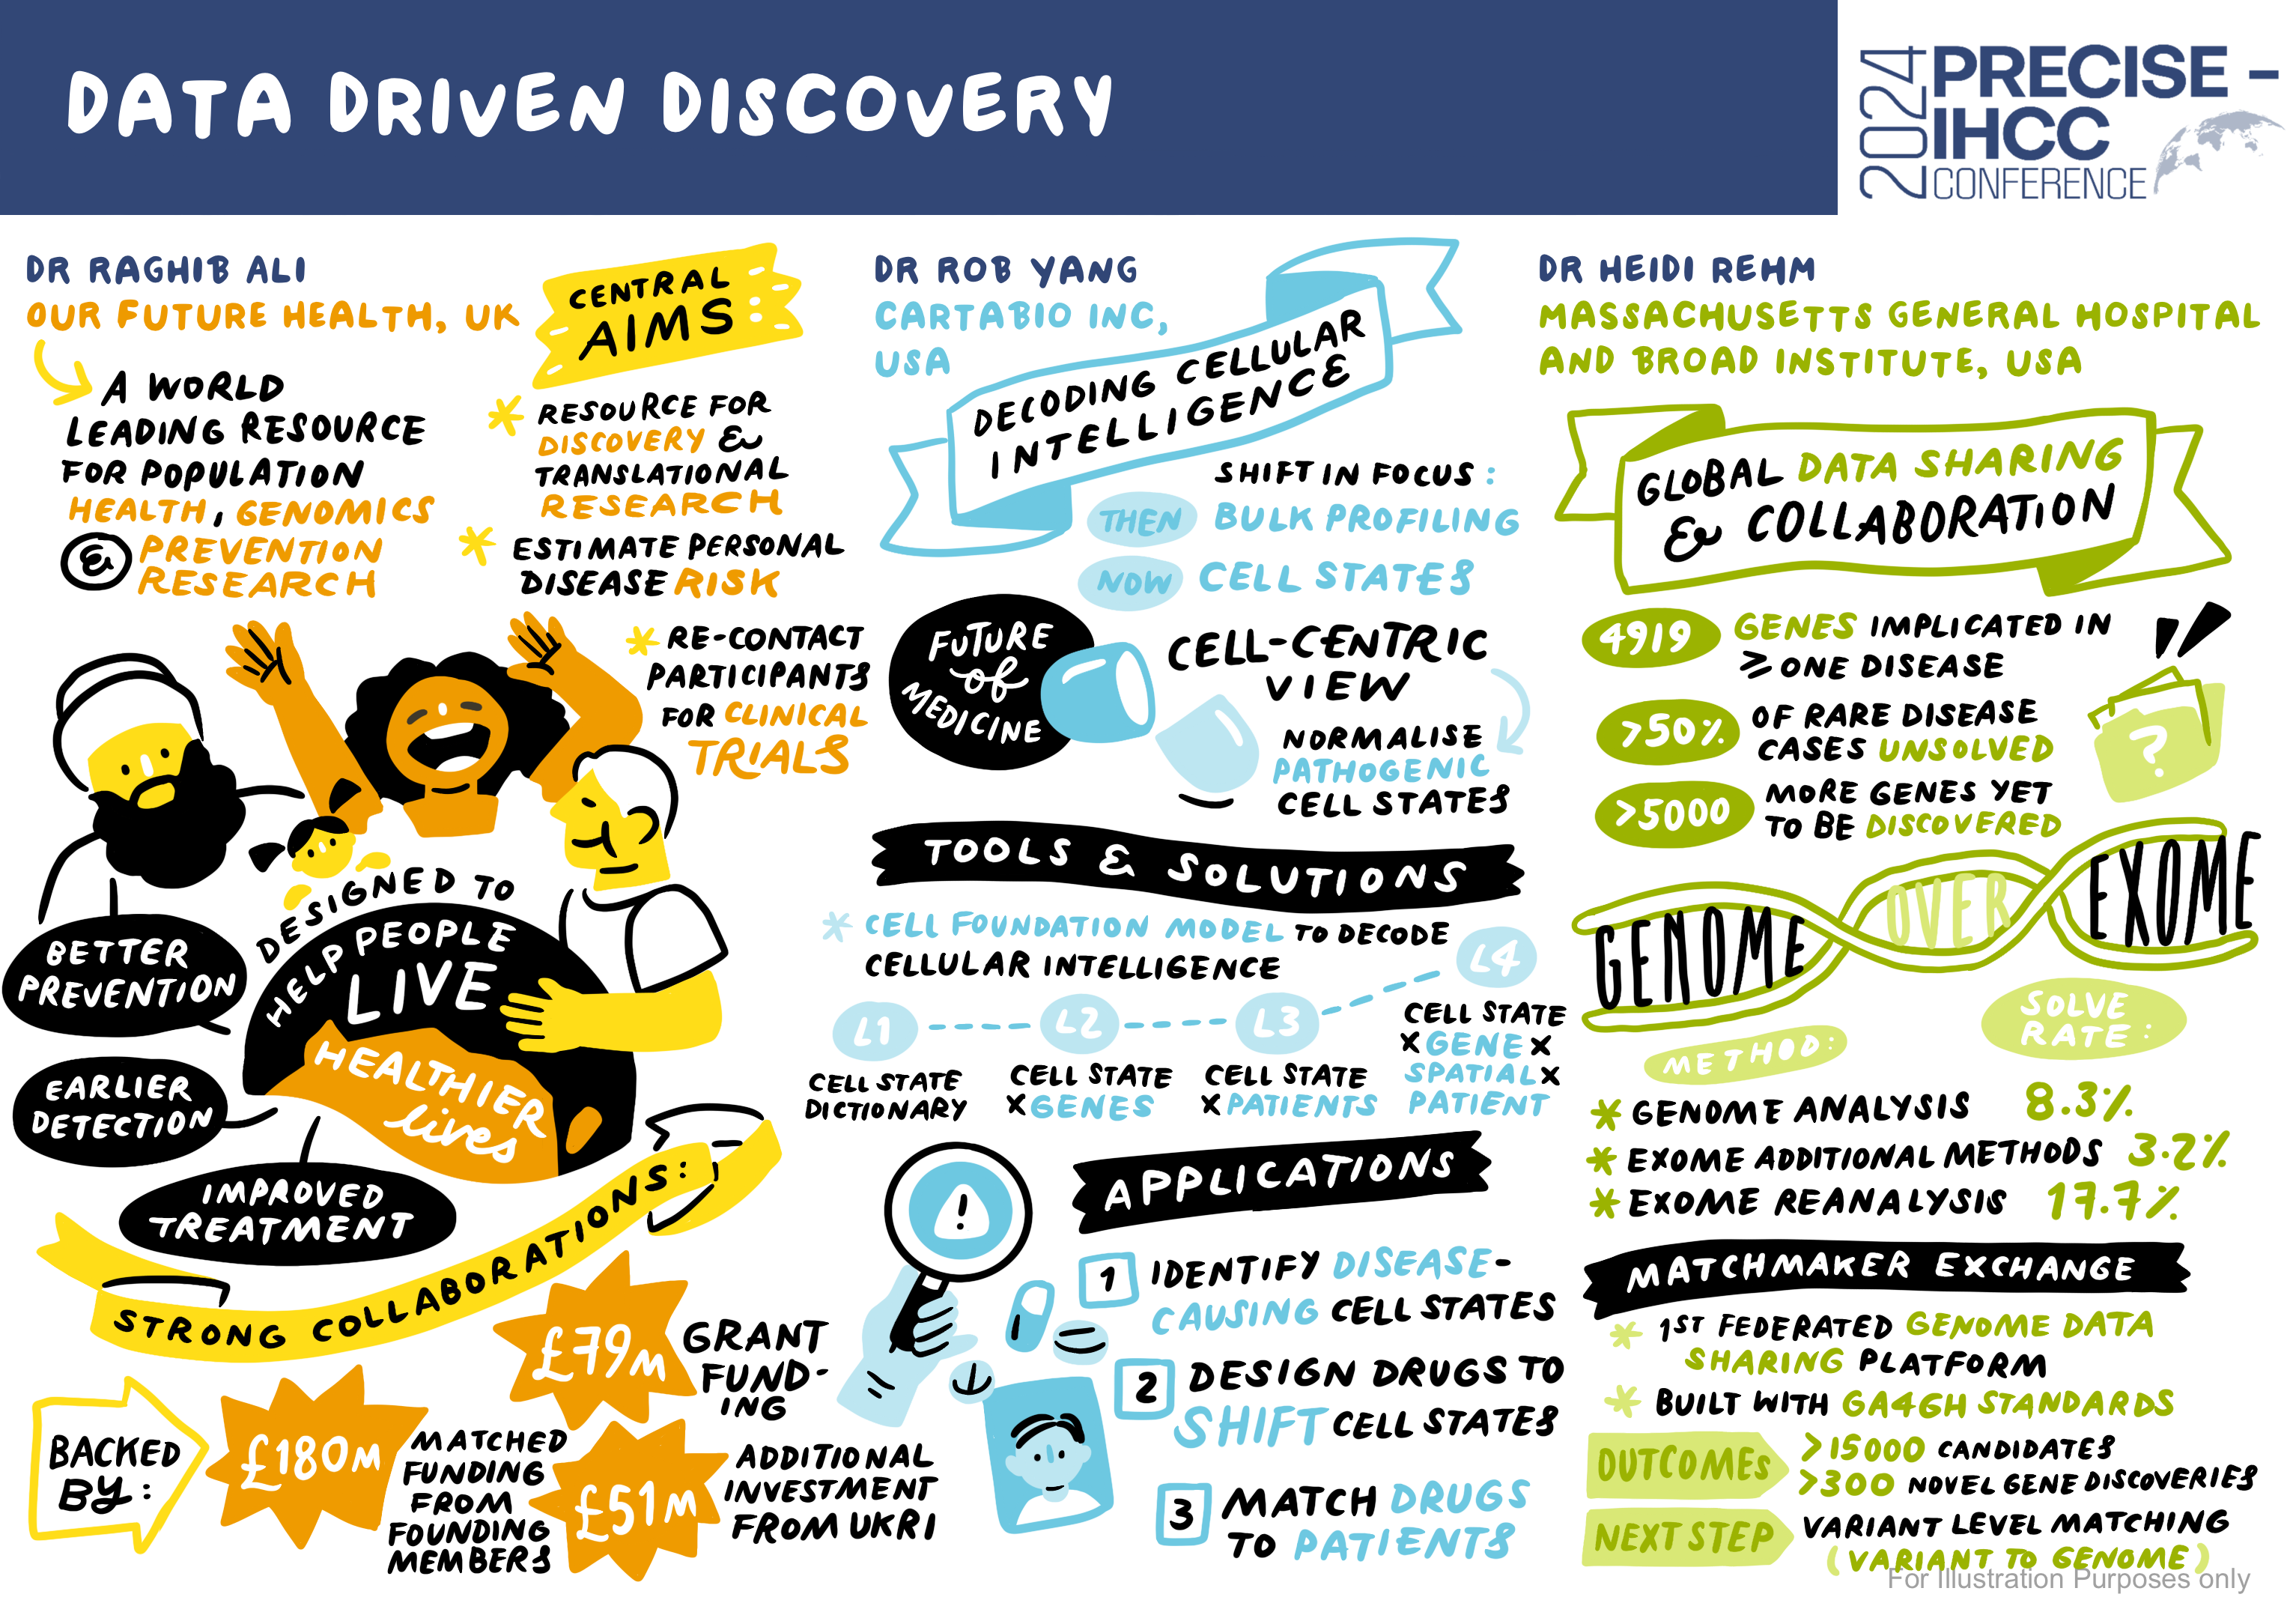 DATA DRIVEN DISCOVERY
2024
PRECISE –
IHCC
CONFERENCE
DR RAGHIB ALI
OUR FUTURE HEALTH, UK
A WORLD
LEADING RESOURCE
FOR POPULATION
HEALTH, GENOMICS
& PREVENTION
RESEARCH
CENTRAL
AIMS
* RESOURCE FOR
DISCOVERY &
TRANSLATIONAL
RESEARCH
* ESTIMATE PERSONAL
DISEASE RISK
* RE-CONTACT
PARTICIPANTS
FOR CLINICAL
TRIALS
DESIGNED TO
HELP PEOPLE
LIVE
HEALTHIER
lives
BETTER
PREVENTION
EARLIER
DETECTION
IMPROVED
TREATMENT
STRONG COLLABORATIONS:
BACKED
BY:
£180M
MATCHED
FUNDING
FROM
FOUNDING
MEMBERS
£79M
GRANT
FUND-
ING
£51M
ADDITIONAL
INVESTMENT
FROM UKRI
DR ROB YANG
CARTABIO INC,
USA
DECODING CELLULAR
INTELLIGENCE
SHIFT IN FOCUS:
THEN BULK PROFILING
NOW CELL STATES
FUTURE
of
MEDICINE
CELL-CENTRIC
VIEW
NORMALISE
PATHOGENIC
CELL STATES
TOOLS & SOLUTIONS
* CELL FOUNDATION MODEL TO DECODE
CELLULAR INTELLIGENCE
L1
CELL STATE
DICTIONARY
L2
CELL STATE
X GENES
L3
CELL STATE
X PATIENTS
L4
CELL STATE
X GENE X
SPATIAL X
PATIENT
APPLICATIONS
!
1 IDENTIFY DISEASE-
CAUSING CELL STATES
2 DESIGN DRUGS TO
SHIFT CELL STATES
3 MATCH DRUGS
TO PATIENTS
DR HEIDI REHM
MASSACHUSETTS GENERAL HOSPITAL
AND BROAD INSTITUTE, USA
GLOBAL DATA SHARING
& COLLABORATION
4919 GENES IMPLICATED IN
≥ ONE DISEASE
>50% OF RARE DISEASE
CASES UNSOLVED
>5000 MORE GENES YET
TO BE DISCOVERED
?
GENOME OVER EXOME
METHOD:
SOLVE
RATE:
* GENOME ANALYSIS 8.3%
* EXOME ADDITIONAL METHODS 3.2%
* EXOME REANALYSIS 17.7%
MATCHMAKER EXCHANGE
* 1ST FEDERATED GENOME DATA
SHARING PLATFORM
* BUILT WITH GA4GH STANDARDS
OUTCOMES
>15000 CANDIDATES
>300 NOVEL GENE DISCOVERIES
NEXT STEP
VARIANT LEVEL MATCHING
(VARIANT TO GENOME)
For Illustration Purposes only